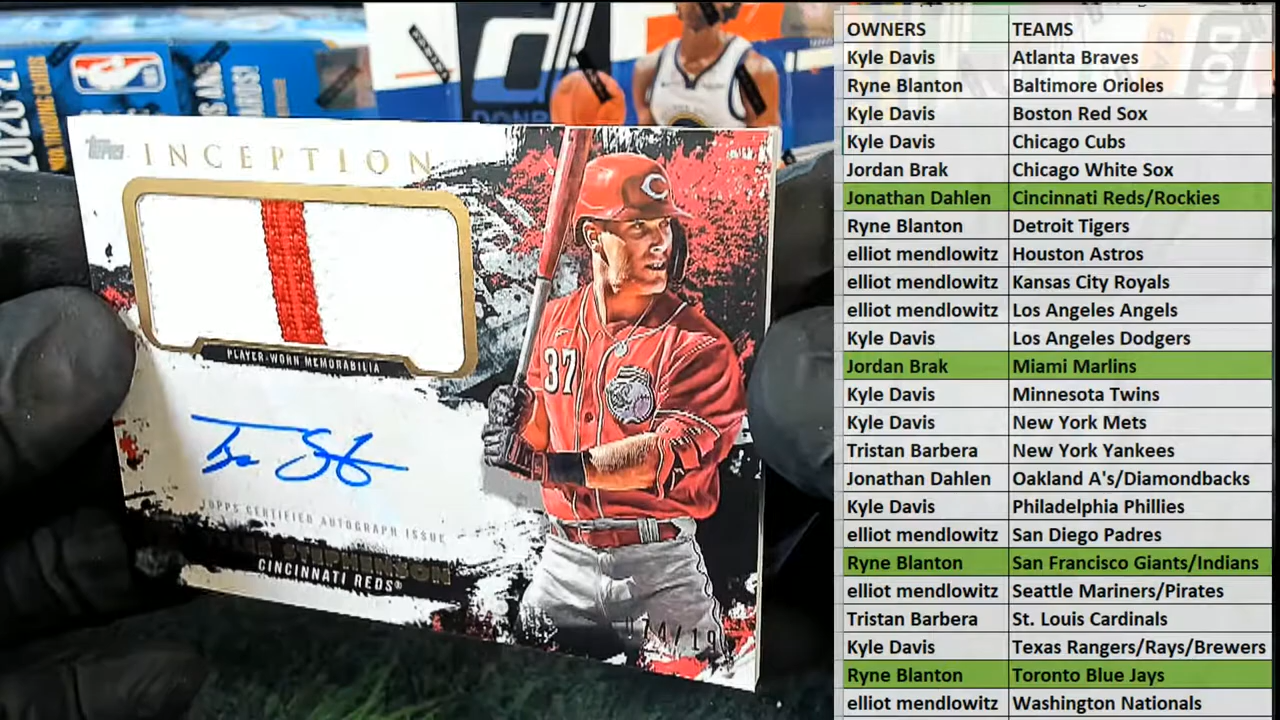 2020-21
NBA TRADING CARDS
NBA
topps
INCEPTION
C
37
PLAYER-WORN MEMORABILIA
TOPPS CERTIFIED AUTOGRAPH ISSUE
STEPHENSON
CINCINNATI REDS®
OWNERS TEAMS
Kyle Davis Atlanta Braves
Ryne Blanton Baltimore Orioles
Kyle Davis Boston Red Sox
Kyle Davis Chicago Cubs
Jordan Brak Chicago White Sox
Jonathan Dahlen Cincinnati Reds/Rockies
Ryne Blanton Detroit Tigers
elliot mendlowitz Houston Astros
elliot mendlowitz Kansas City Royals
elliot mendlowitz Los Angeles Angels
Kyle Davis Los Angeles Dodgers
Jordan Brak Miami Marlins
Kyle Davis Minnesota Twins
Kyle Davis New York Mets
Tristan Barbera New York Yankees
Jonathan Dahlen Oakland A's/Diamondbacks
Kyle Davis Philadelphia Phillies
elliot mendlowitz San Diego Padres
Ryne Blanton San Francisco Giants/Indians
elliot mendlowitz Seattle Mariners/Pirates
Tristan Barbera St. Louis Cardinals
Kyle Davis Texas Rangers/Rays/Brewers
Ryne Blanton Toronto Blue Jays
elliot mendlowitz Washington Nationals